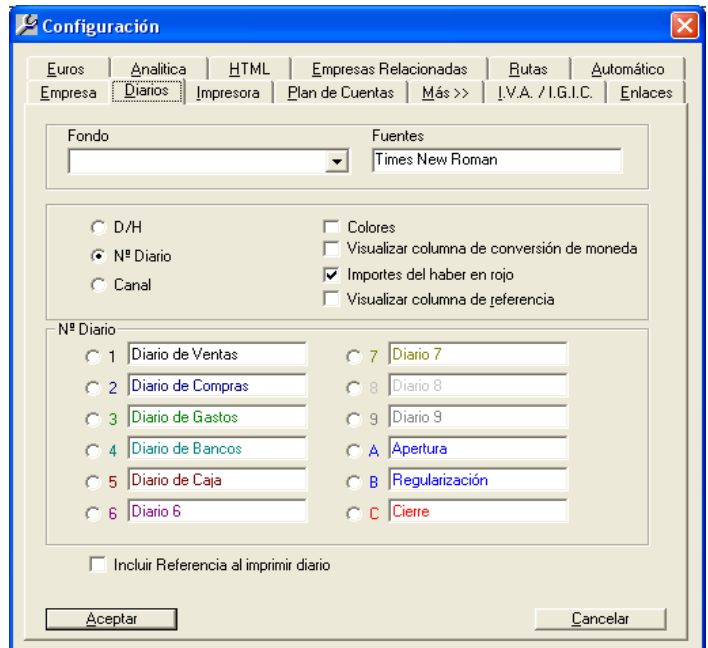 Configuración
Euros Analitica HTML Empresas Relacionadas Rutas Automático
Empresa Diarios Impresora Plan de Cuentas Más >> I.V.A. / I.G.I.C. Enlaces
Fondo Fuentes
Times New Roman
D/H Colores
Nº Diario Visualizar columna de conversión de moneda
Canal Importes del haber en rojo
Visualizar columna de referencia
Nº Diario
1 Diario de Ventas 7 Diario 7
2 Diario de Compras 8 Diario 8
3 Diario de Gastos 9 Diario 9
4 Diario de Bancos A Apertura
5 Diario de Caja B Regularización
6 Diario 6 C Cierre
Incluir Referencia al imprimir diario
Aceptar Cancelar